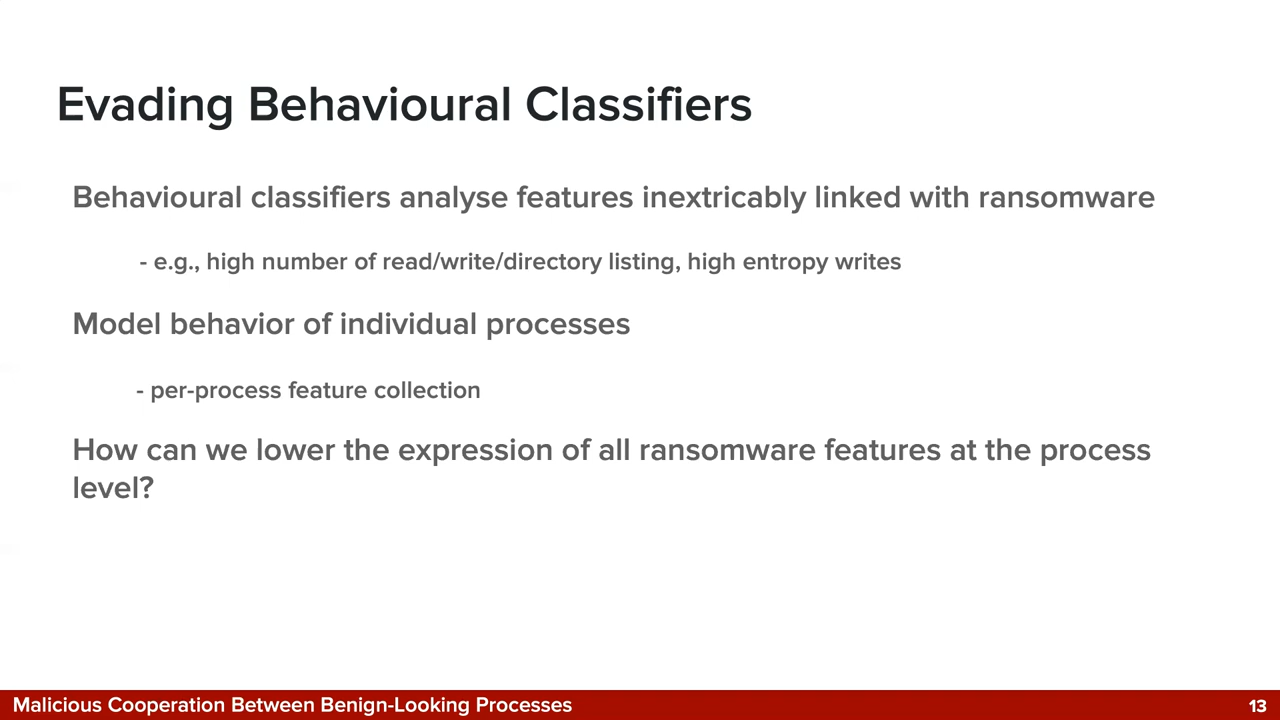 Evading Behavioural Classifiers
Behavioural classifiers analyse features inextricably linked with ransomware
- e.g., high number of read/write/directory listing, high entropy writes
Model behavior of individual processes
- per-process feature collection
How can we lower the expression of all ransomware features at the process
level?
Malicious Cooperation Between Benign-Looking Processes
13